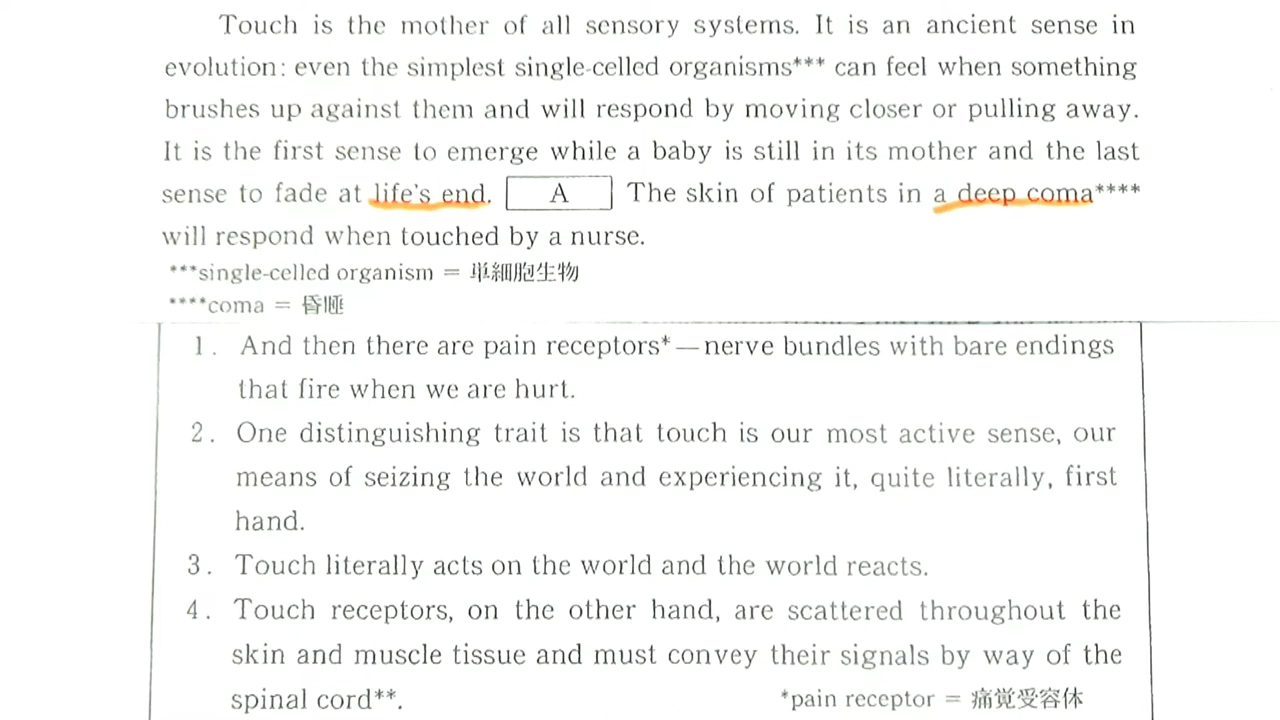 Touch is the mother of all sensory systems. It is an ancient sense in
evolution: even the simplest single-celled organisms*** can feel when something
brushes up against them and will respond by moving closer or pulling away.
It is the first sense to emerge while a baby is still in its mother and the last
sense to fade at life's end. A The skin of patients in a deep coma****
will respond when touched by a nurse.
***single-celled organism = 単細胞生物
****coma = 昏睡
1. And then there are pain receptors*—nerve bundles with bare endings
that fire when we are hurt.
2. One distinguishing trait is that touch is our most active sense, our
means of seizing the world and experiencing it, quite literally, first
hand.
3. Touch literally acts on the world and the world reacts.
4. Touch receptors, on the other hand, are scattered throughout the
skin and muscle tissue and must convey their signals by way of the
spinal cord**. *pain receptor = 痛覚受容体